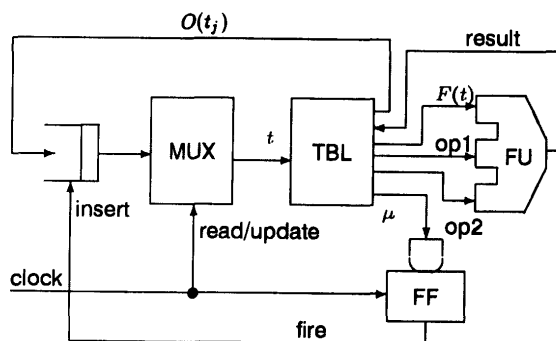 O(t_j)
result
F(t)
MUX
t
TBL
op1
FU
insert
μ
read/update
op2
clock
FF
fire